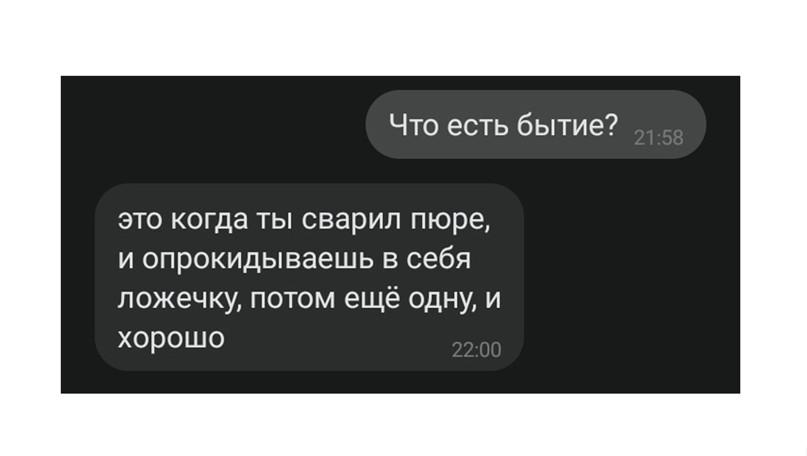 Что есть бытие? 21:58
это когда ты сварил пюре,
и опрокидываешь в себя
ложечку, потом ещё одну, и
хорошо 22:00